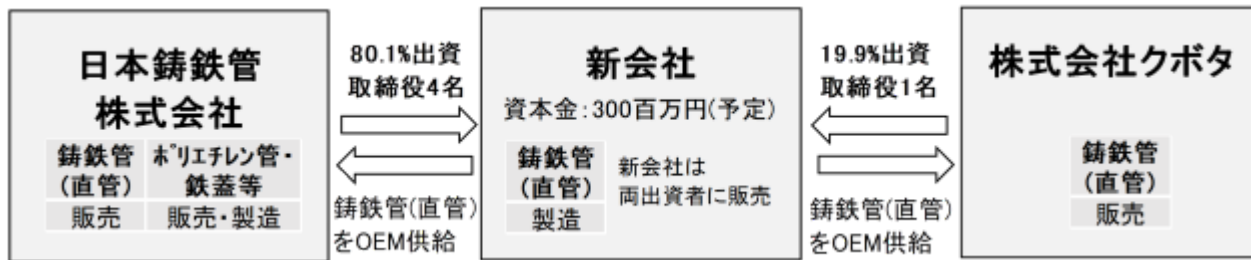 日本鋳鉄管
株式会社
鋳鉄管
(直管)
販売
ポリエチレン管・
鉄蓋等
販売・製造
80.1%出資
取締役4名
鋳鉄管(直管)
をOEM供給
新会社
資本金:300百万円(予定)
鋳鉄管
(直管)
製造
新会社は
両出資者に販売
19.9%出資
取締役1名
鋳鉄管(直管)
をOEM供給
株式会社クボタ
鋳鉄管
(直管)
販売